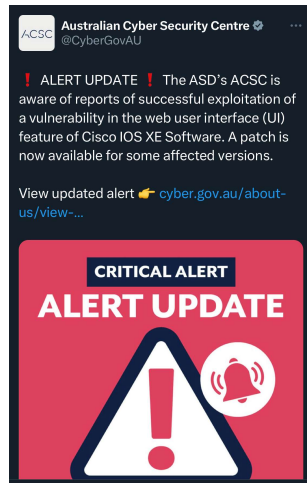 ACSC
Australian Cyber Security Centre
@CyberGovAU
❗ ALERT UPDATE ❗ The ASD's ACSC is
aware of reports of successful exploitation of
a vulnerability in the web user interface (UI)
feature of Cisco IOS XE Software. A patch is
now available for some affected versions.
View updated alert 👉 cyber.gov.au/about-
us/view-...
CRITICAL ALERT
ALERT UPDATE